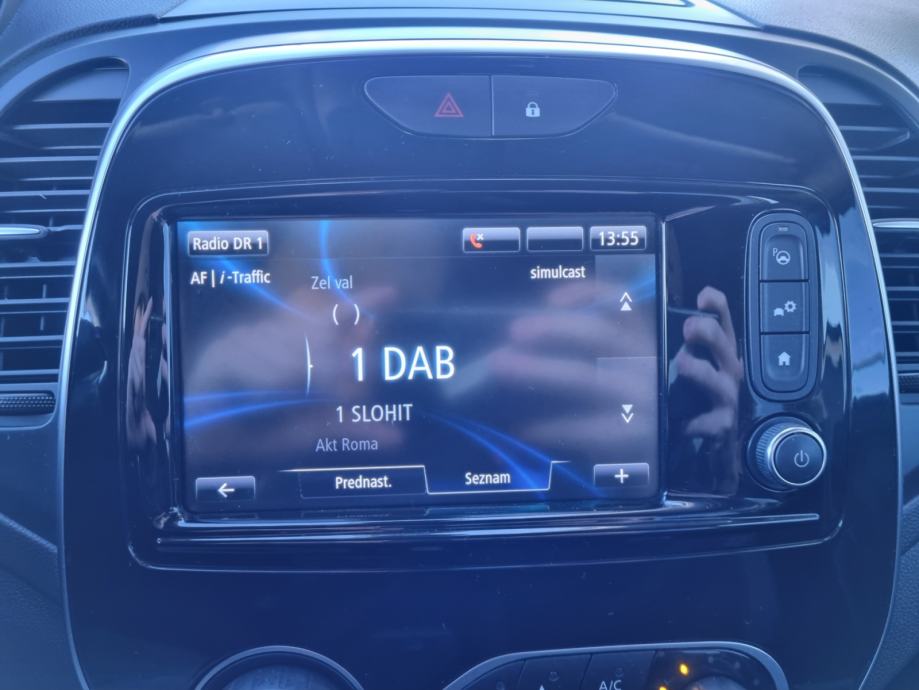 Radio DR 1
13:55
AF | i-Traffic
Zel val
simulcast
( )
1 DAB
1 SLOHIT
Akt Roma
Prednast.
Seznam
A/C